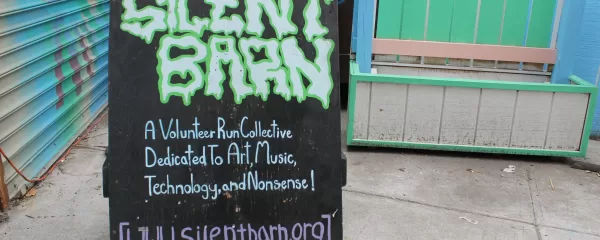 SILENT
BARN
A Volunteer Run Collective
Dedicated To Art, Music,
Technology, and Nonsense!
[www.silentbarn.org]